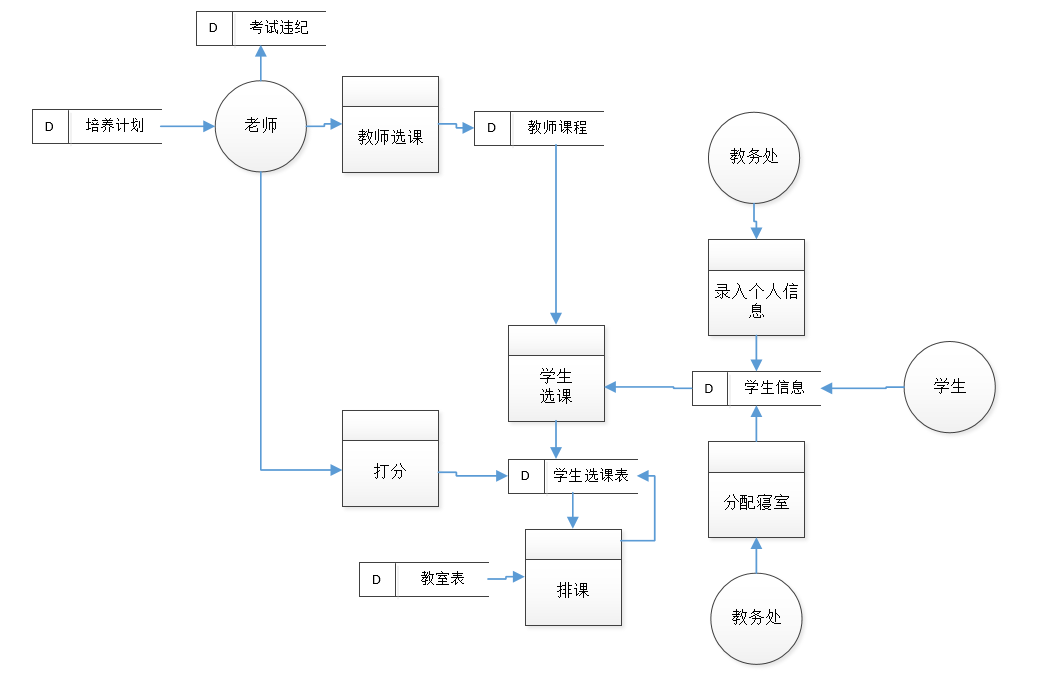 D 考试违纪
D 培养计划
老师
教师选课
D 教师课程
教务处
录入个人信
息
学生
选课
D 学生信息
学生
打分
D 学生选课表
分配寝室
D 教室表
排课
教务处